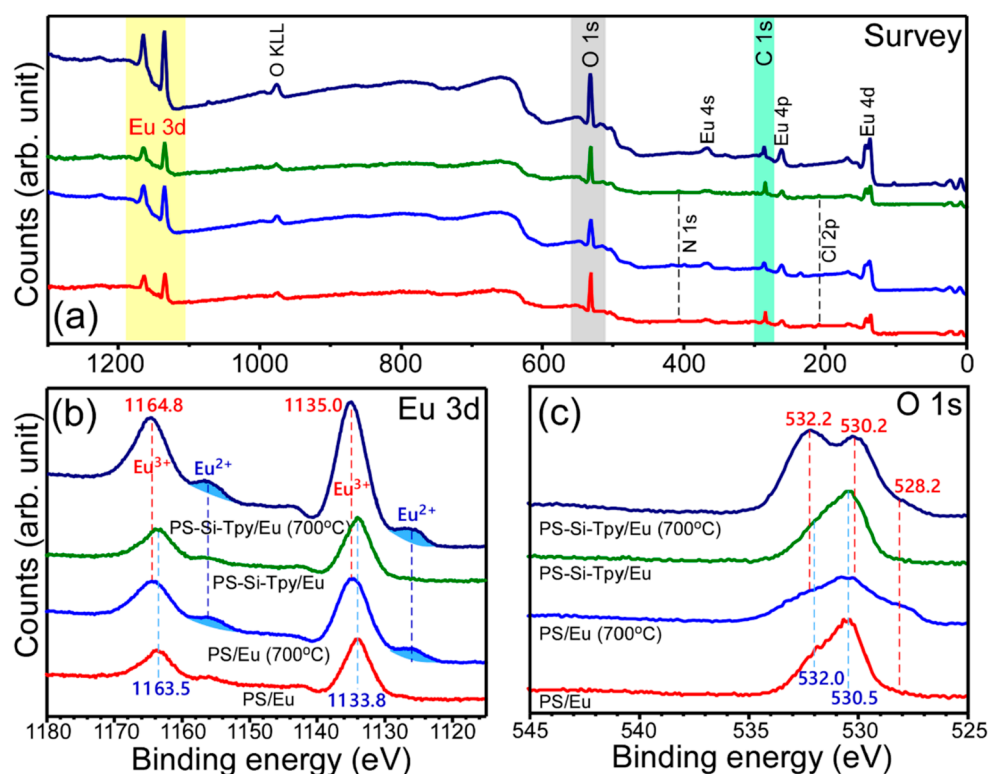 Survey
O KLL
O 1s
C 1s
Eu 3d
Eu 4s
Eu 4p
Eu 4d
N 1s
Cl 2p
Counts (arb. unit)
(a)
1200 1000 800 600 400 200 0
(b)
Eu 3d
1164.8
1135.0
Eu3+
Eu2+
Eu3+
Eu2+
PS-Si-Tpy/Eu (700°C)
PS-Si-Tpy/Eu
PS/Eu (700°C)
PS/Eu
1163.5
1133.8
Counts (arb. unit)
1180 1170 1160 1150 1140 1130 1120
Binding energy (eV)
(c)
O 1s
532.2
530.2
528.2
PS-Si-Tpy/Eu (700°C)
PS-Si-Tpy/Eu
PS/Eu (700°C)
PS/Eu
532.0
530.5
545 540 535 530 525
Binding energy (eV)